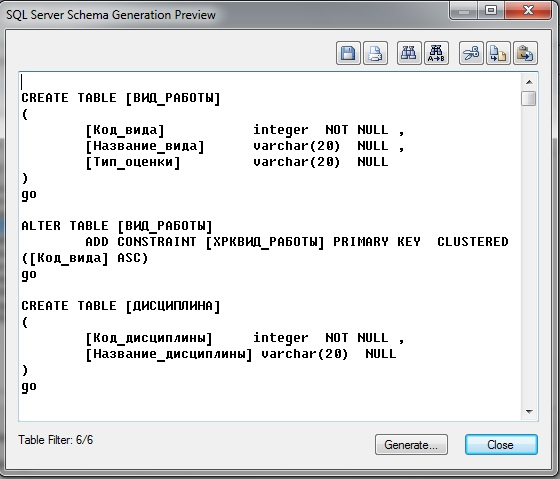 SQL Server Schema Generation Preview
A→B
CREATE TABLE [ВИД_РАБОТЫ]
(
[Код_вида] integer NOT NULL ,
[Название_вида] varchar(20) NULL ,
[Тип_оценки] varchar(20) NULL
)
go
ALTER TABLE [ВИД_РАБОТЫ]
ADD CONSTRAINT [XPKВИД_РАБОТЫ] PRIMARY KEY CLUSTERED
([Код_вида] ASC)
go
CREATE TABLE [ДИСЦИПЛИНА]
(
[Код_дисциплины] integer NOT NULL ,
[Название_дисциплины] varchar(20) NULL
)
go
Table Filter: 6/6
Generate...
Close